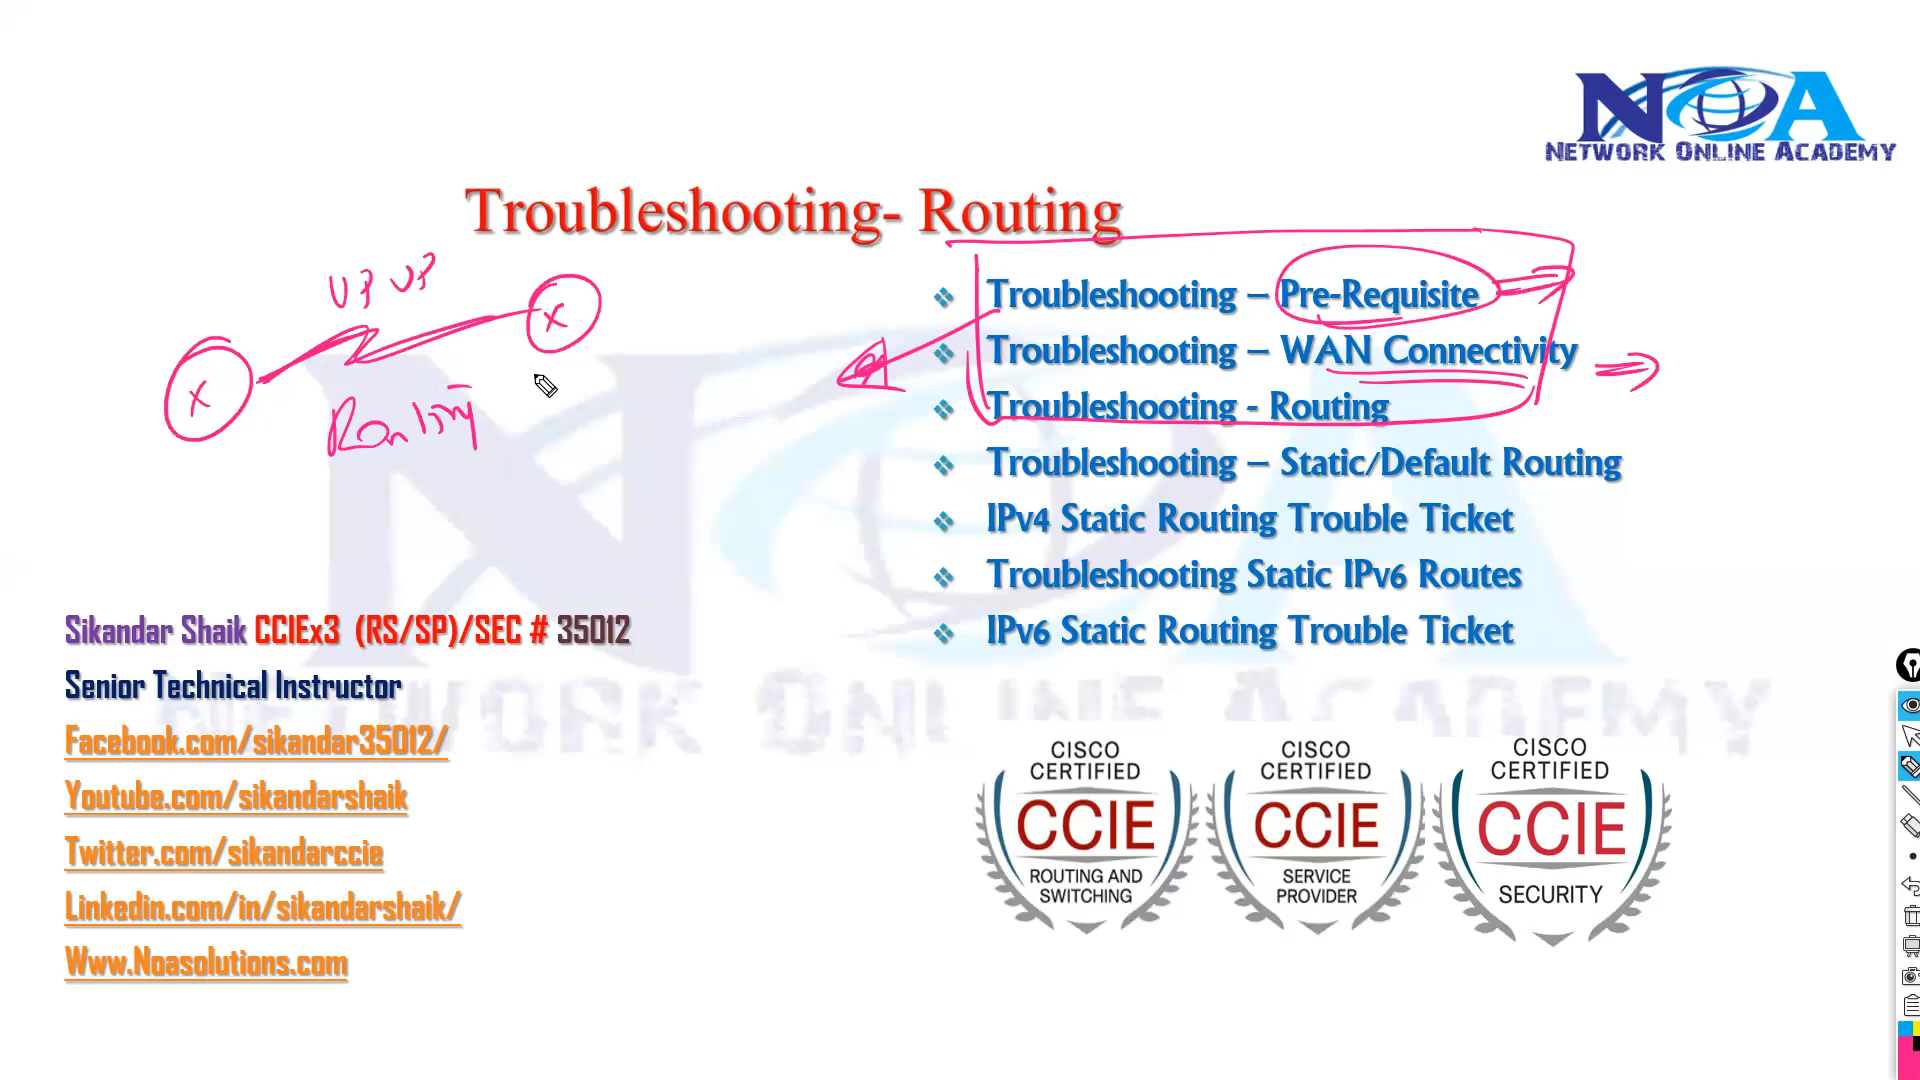 NOA
NETWORK ONLINE ACADEMY
Troubleshooting- Routing
UP UP
X
X
Routing
Troubleshooting – Pre-Requisite
Troubleshooting – WAN Connectivity
Troubleshooting - Routing
Troubleshooting – Static/Default Routing
IPv4 Static Routing Trouble Ticket
Troubleshooting Static IPv6 Routes
IPv6 Static Routing Trouble Ticket
Sikandar Shaik CCIEx3 (RS/SP)/SEC # 35012
Senior Technical Instructor
Facebook.com/sikandar35012/
Youtube.com/sikandarshaik
Twitter.com/sikandarccie
Linkedin.com/in/sikandarshaik/
Www.Noasolutions.com
NOA
NETWORK ONLINE ACADEMY
CISCO
CERTIFIED
CCIE
ROUTING AND
SWITCHING
CISCO
CERTIFIED
CCIE
SERVICE
PROVIDER
CISCO
CERTIFIED
CCIE
SECURITY